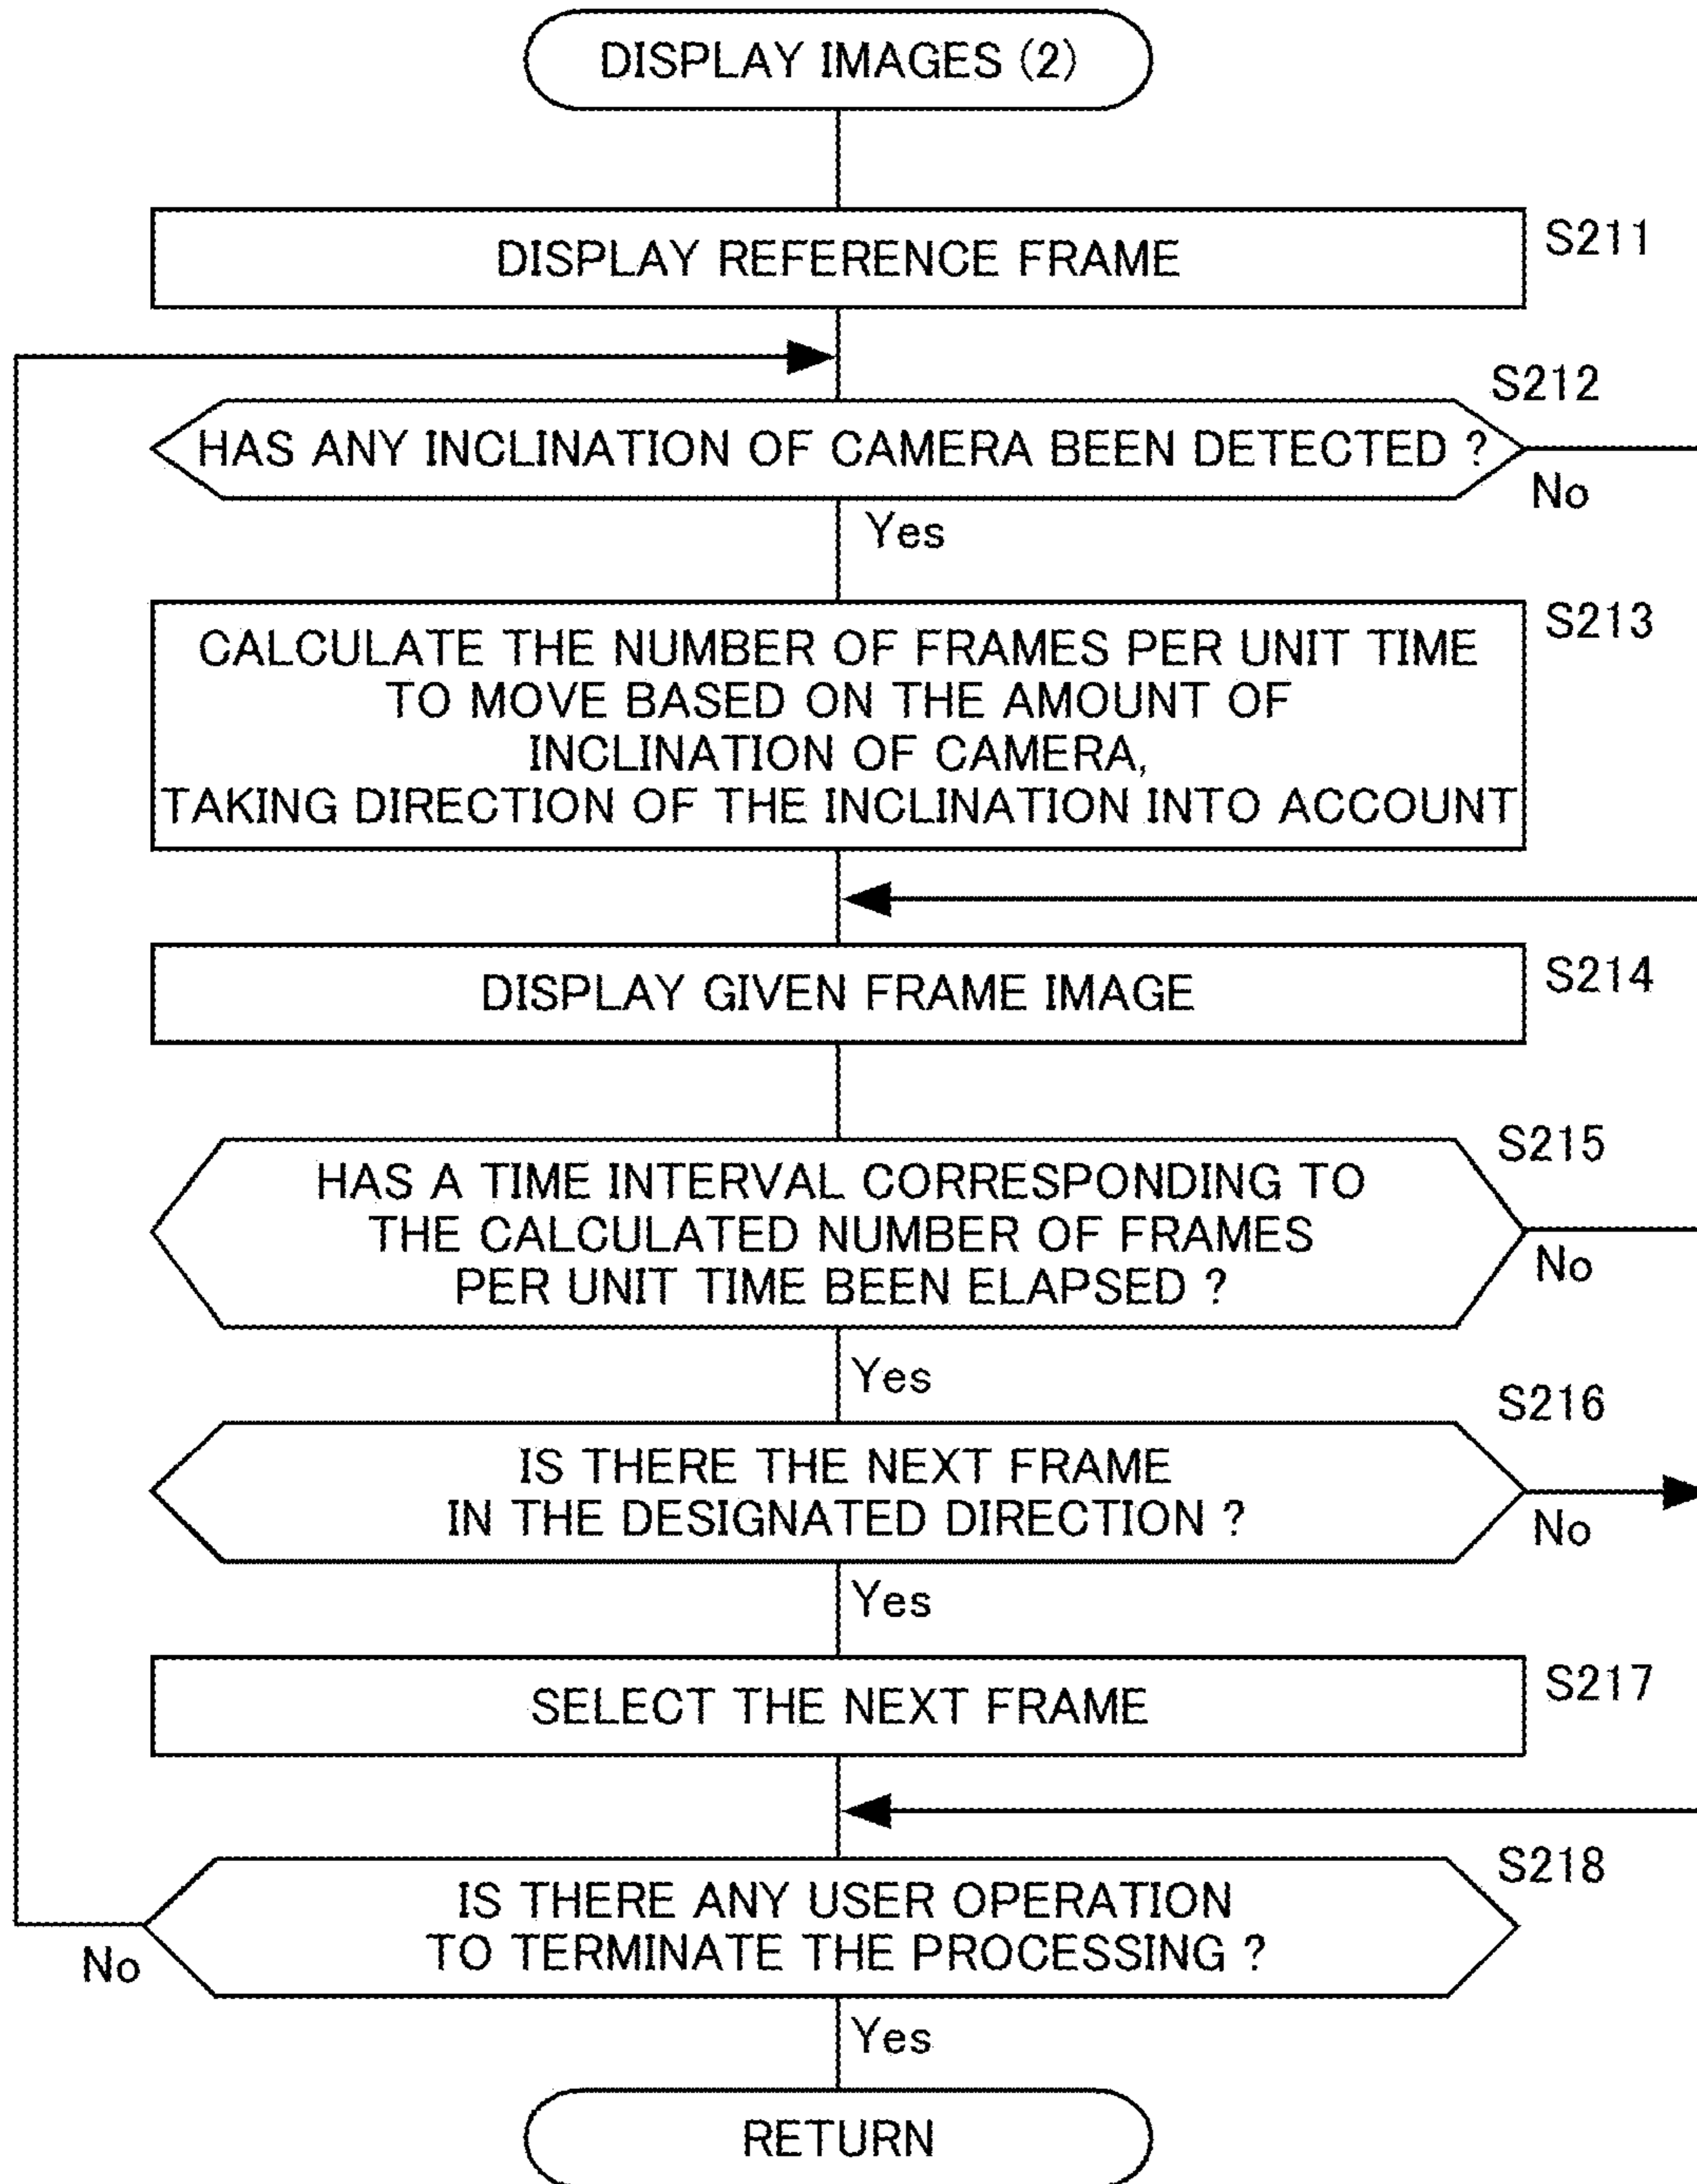 DISPLAY IMAGES (2)
DISPLAY REFERENCE FRAME
S211
S212
HAS ANY INCLINATION OF CAMERA BEEN DETECTED ?
No
Yes
S213
CALCULATE THE NUMBER OF FRAMES PER UNIT TIME
TO MOVE BASED ON THE AMOUNT OF
INCLINATION OF CAMERA,
TAKING DIRECTION OF THE INCLINATION INTO ACCOUNT
DISPLAY GIVEN FRAME IMAGE
S214
S215
HAS A TIME INTERVAL CORRESPONDING TO
THE CALCULATED NUMBER OF FRAMES
PER UNIT TIME BEEN ELAPSED ?
No
Yes
S216
IS THERE THE NEXT FRAME
IN THE DESIGNATED DIRECTION ?
No
Yes
SELECT THE NEXT FRAME
S217
S218
IS THERE ANY USER OPERATION
TO TERMINATE THE PROCESSING ?
No
Yes
RETURN